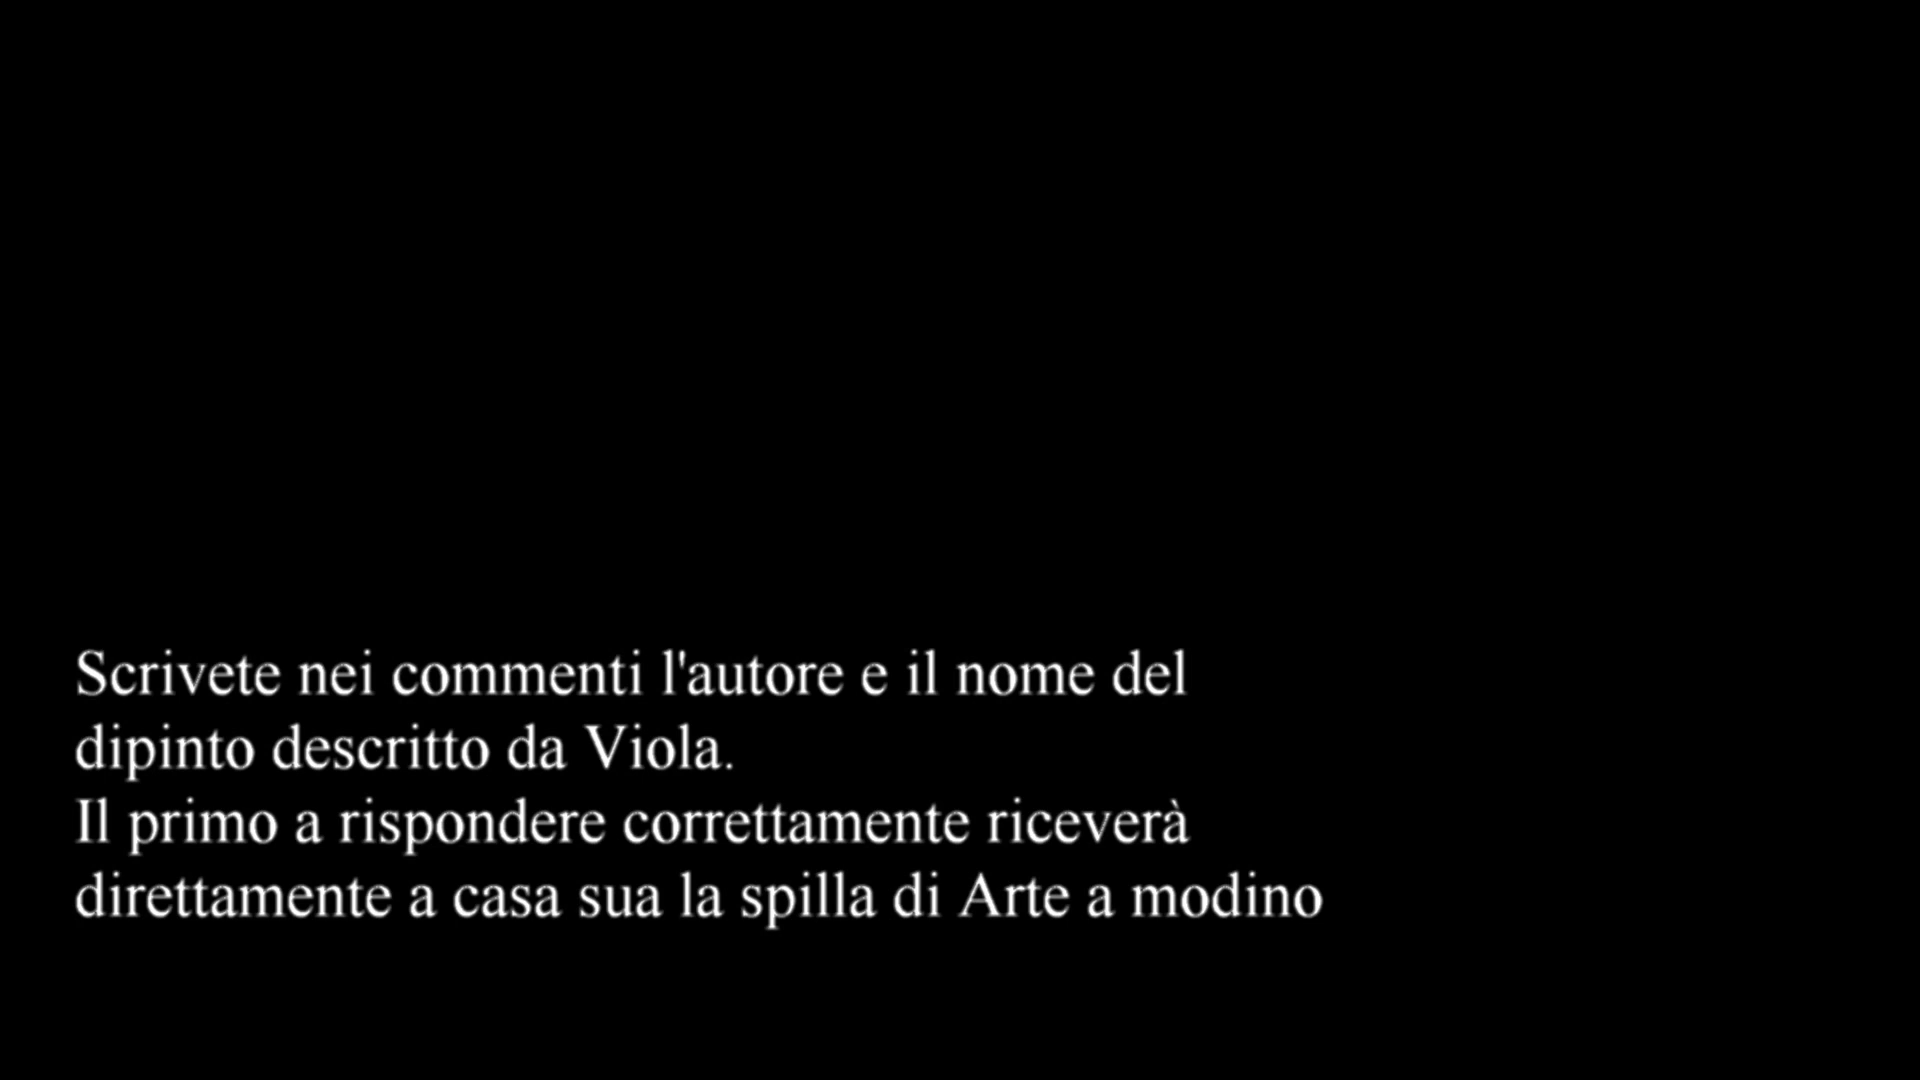 Scrivete nei commenti l'autore e il nome del
dipinto descritto da Viola.
Il primo a rispondere correttamente riceverà
direttamente a casa sua la spilla di Arte a modino